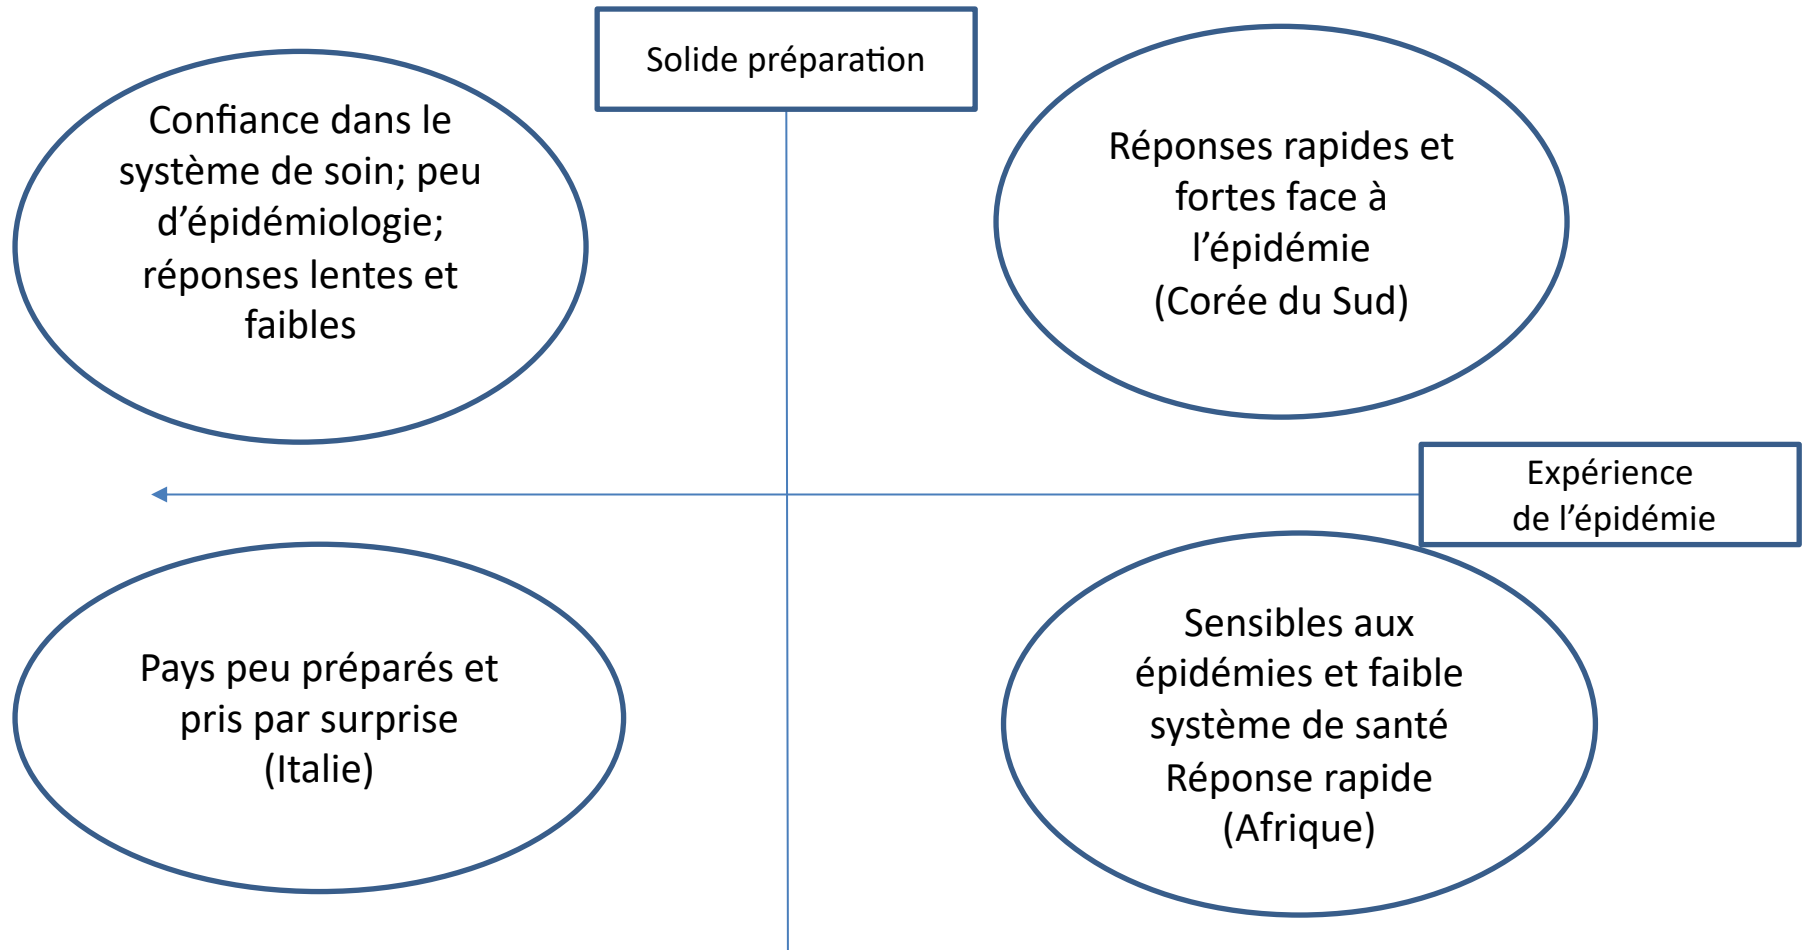 Solide préparation
Confiance dans le
système de soin; peu
d’épidémiologie;
réponses lentes et
faibles
Réponses rapides et
fortes face à
l’épidémie
(Corée du Sud)
Expérience
de l’épidémie
Pays peu préparés et
pris par surprise
(Italie)
Sensibles aux
épidémies et faible
système de santé
Réponse rapide
(Afrique)